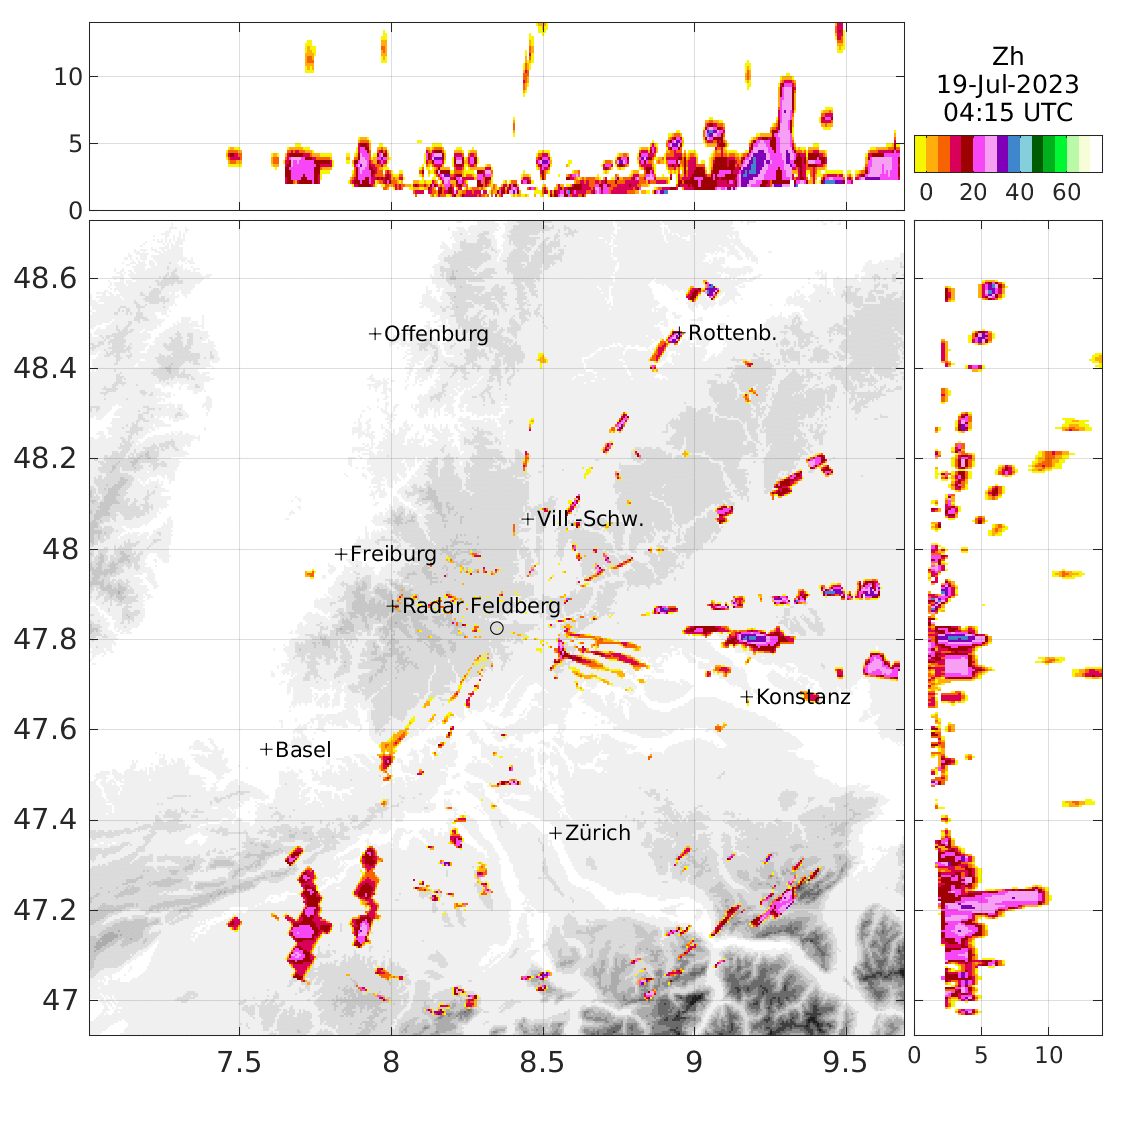 10
5
0
Zh
19-Jul-2023
04:15 UTC
0 20 40 60
48.6
48.4
48.2
48
47.8
47.6
47.4
47.2
47
+Offenburg
+Rottenb.
+Vill.-Schw.
+Freiburg
+Radar Feldberg
+Konstanz
+Basel
+Zürich
7.5 8 8.5 9 9.5
0 5 10